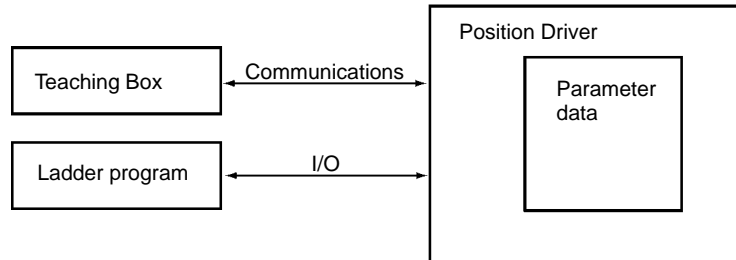 Position Driver
Teaching Box
Communications
Parameter
data
Ladder program
I/O